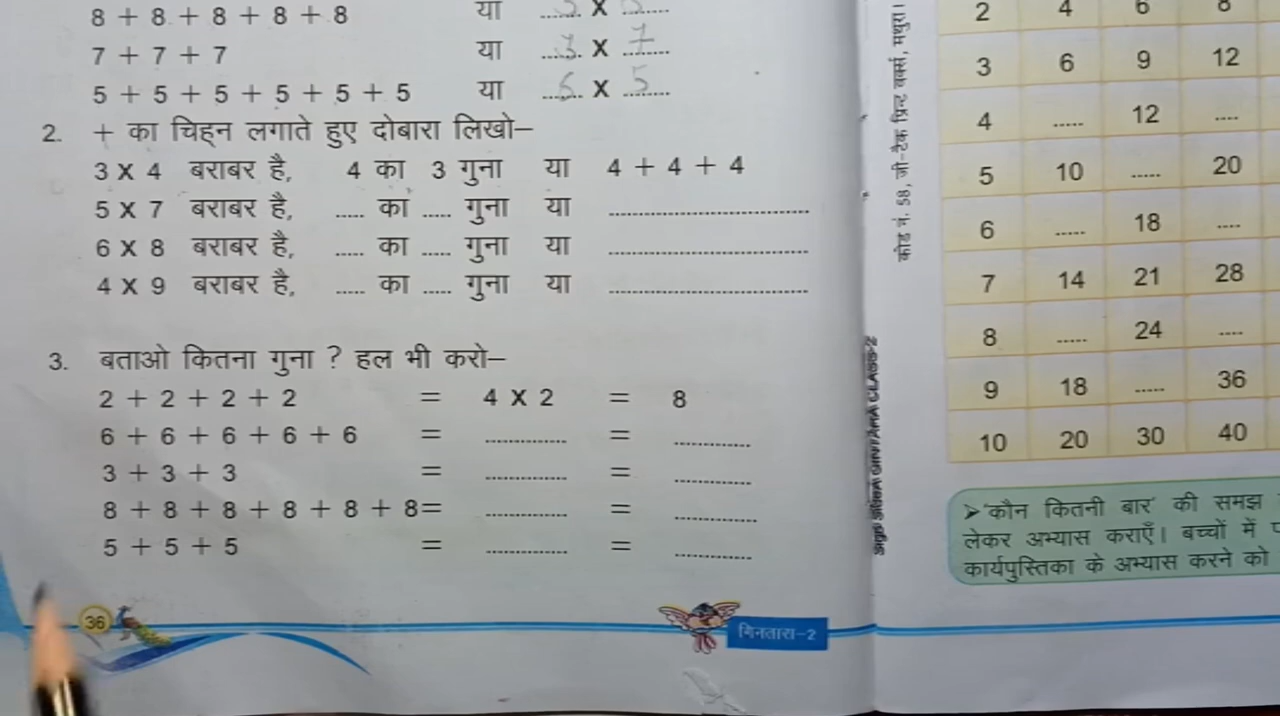 8 + 8 + 8 + 8 + 8 या ...... X 8
7 + 7 + 7 या 3 X 7
5 + 5 + 5 + 5 + 5 + 5 या 6 X 5
2. + का चिह्न लगाते हुए दोबारा लिखो–
3 X 4 बराबर है, 4 का 3 गुना या 4 + 4 + 4
5 X 7 बराबर है, ..... का ..... गुना या ..............................
6 X 8 बराबर है, ..... का ..... गुना या ..............................
4 X 9 बराबर है, ..... का ..... गुना या ..............................
3. बताओ कितना गुना ? हल भी करो–
2 + 2 + 2 + 2 = 4 X 2 = 8
6 + 6 + 6 + 6 + 6 = .............. = .............
3 + 3 + 3 = .............. = .............
8 + 8 + 8 + 8 + 8 + 8 = .............. = .............
5 + 5 + 5 = .............. = .............
36
गिनतारा–2
कोड नं. 58, जी–टैक प्रिन्ट वर्क्स, मथुरा।
2 4 6 8
3 6 9 12
4 ..... 12 ....
5 10 ..... 20
6 ..... 18 ....
7 14 21 28
8 ..... 24 ....
9 18 ..... 36
10 20 30 40
➢ 'कौन कितनी बार' की समझ
लेकर अभ्यास कराएँ। बच्चों में
कार्यपुस्तिका के अभ्यास करने को